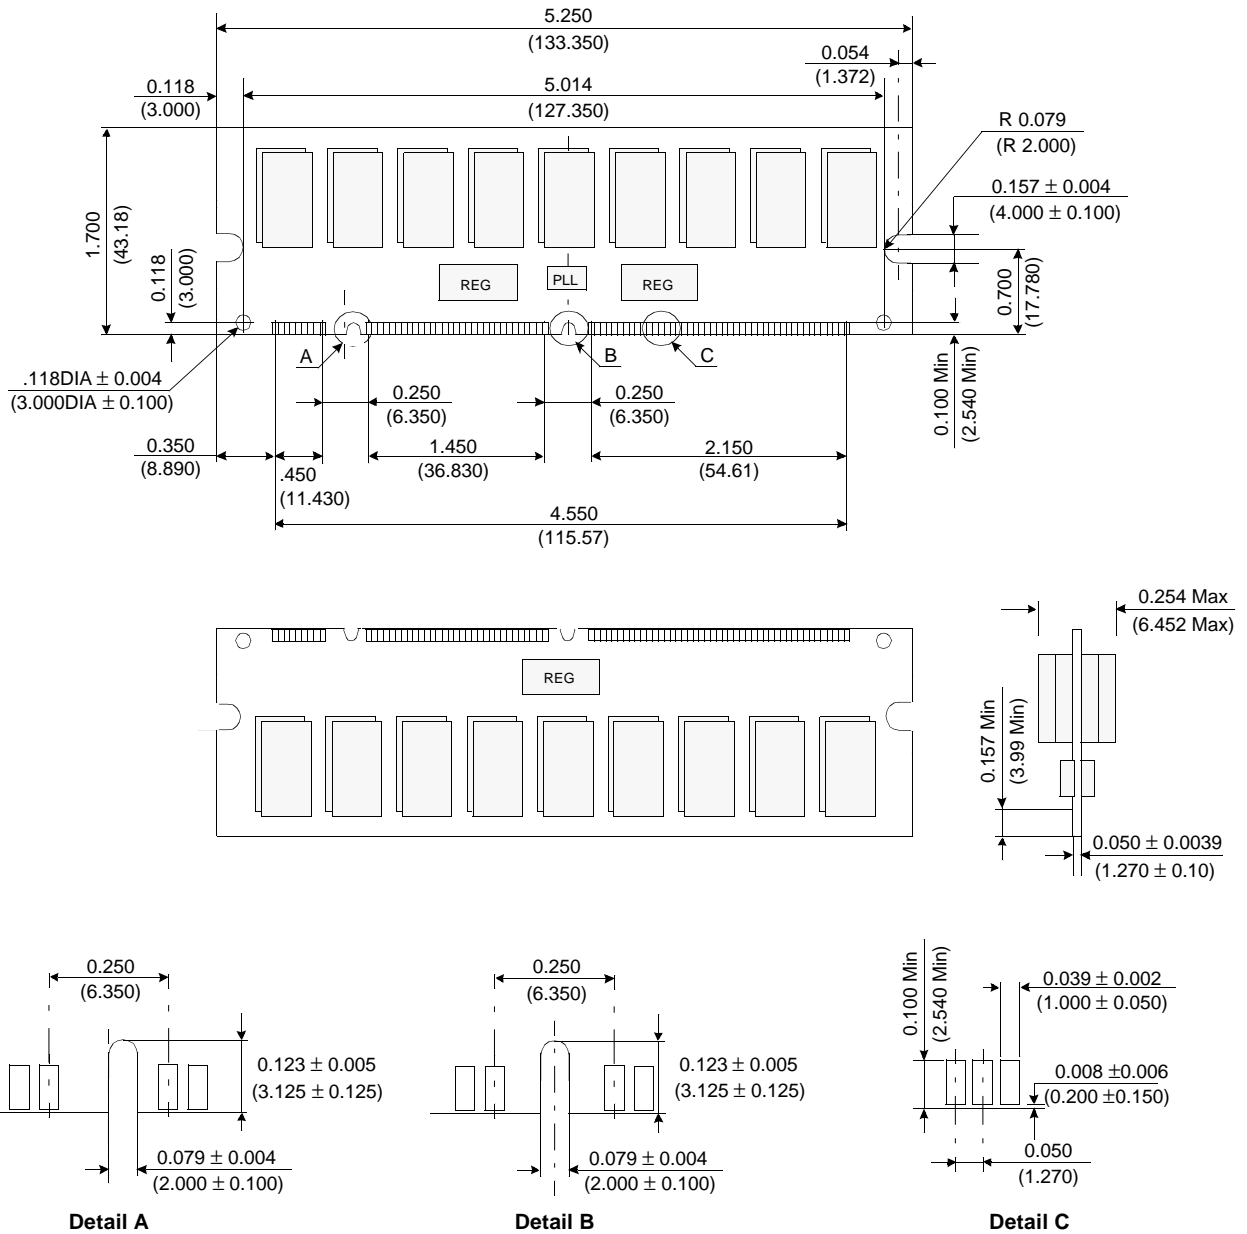 5.250
(133.350)
0.054
(1.372)
0.118
(3.000)
5.014
(127.350)
R 0.079
(R 2.000)
0.157 ± 0.004
(4.000 ± 0.100)
1.700
(43.18)
0.118
(3.000)
REG
PLL
REG
0.700
(17.780)
A
B
C
.118DIA ± 0.004
(3.000DIA ± 0.100)
0.250
(6.350)
0.250
(6.350)
0.100 Min
(2.540 Min)
0.350
(8.890)
.450
(11.430)
1.450
(36.830)
2.150
(54.61)
4.550
(115.57)
0.254 Max
(6.452 Max)
REG
0.157 Min
(3.99 Min)
0.050 ± 0.0039
(1.270 ± 0.10)
0.250
(6.350)
0.123 ± 0.005
(3.125 ± 0.125)
0.079 ± 0.004
(2.000 ± 0.100)
Detail A
0.250
(6.350)
0.123 ± 0.005
(3.125 ± 0.125)
0.079 ± 0.004
(2.000 ± 0.100)
Detail B
0.100 Min
(2.540 Min)
0.039 ± 0.002
(1.000 ± 0.050)
0.008 ±0.006
(0.200 ±0.150)
0.050
(1.270)
Detail C